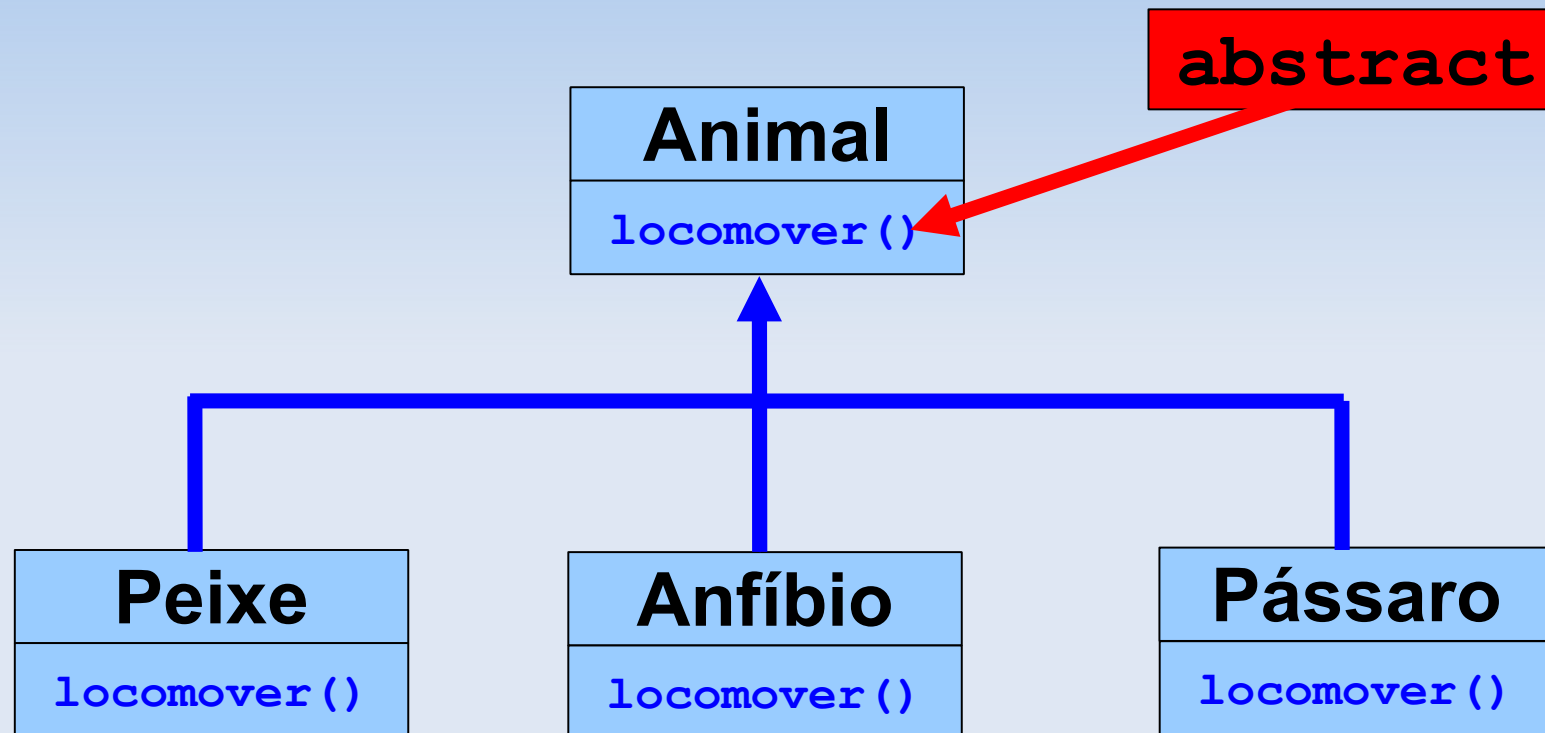 abstract
Animal
locomover()
Peixe
locomover()
Anfíbio
locomover()
Pássaro
locomover()